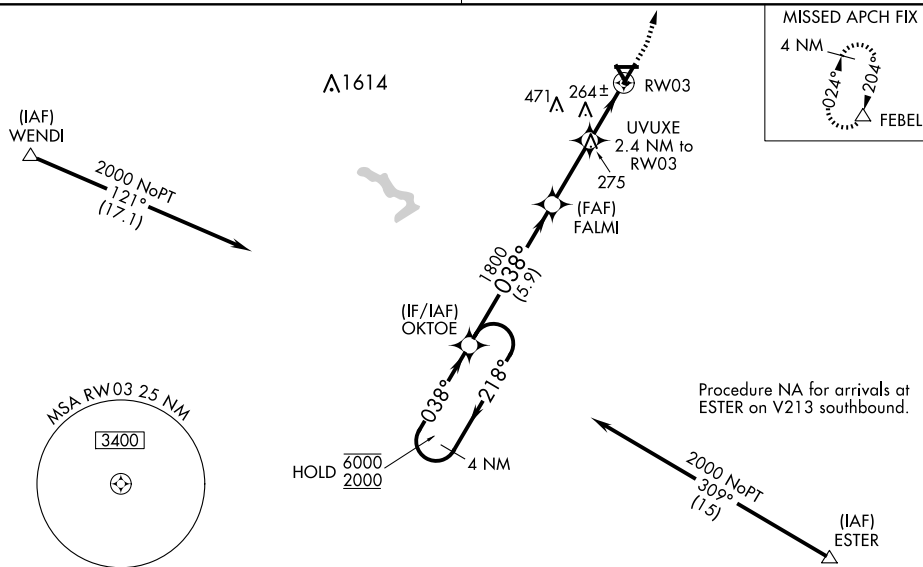 MISSED APCH FIX
4 NM
024°
204°
FEBEL
1614
471
264±
RW03
UVUXE
2.4 NM to
RW03
275
(IAF)
WENDI
2000 NoPT
121°
(17.1)
(FAF)
FALMI
1800
038°
(5.9)
(IF/IAF)
OKTOE
038°
218°
HOLD
6000
2000
4 NM
MSA RW03 25 NM
3400
Procedure NA for arrivals at
ESTER on V213 southbound.
2000 NoPT
309°
(15)
(IAF)
ESTER